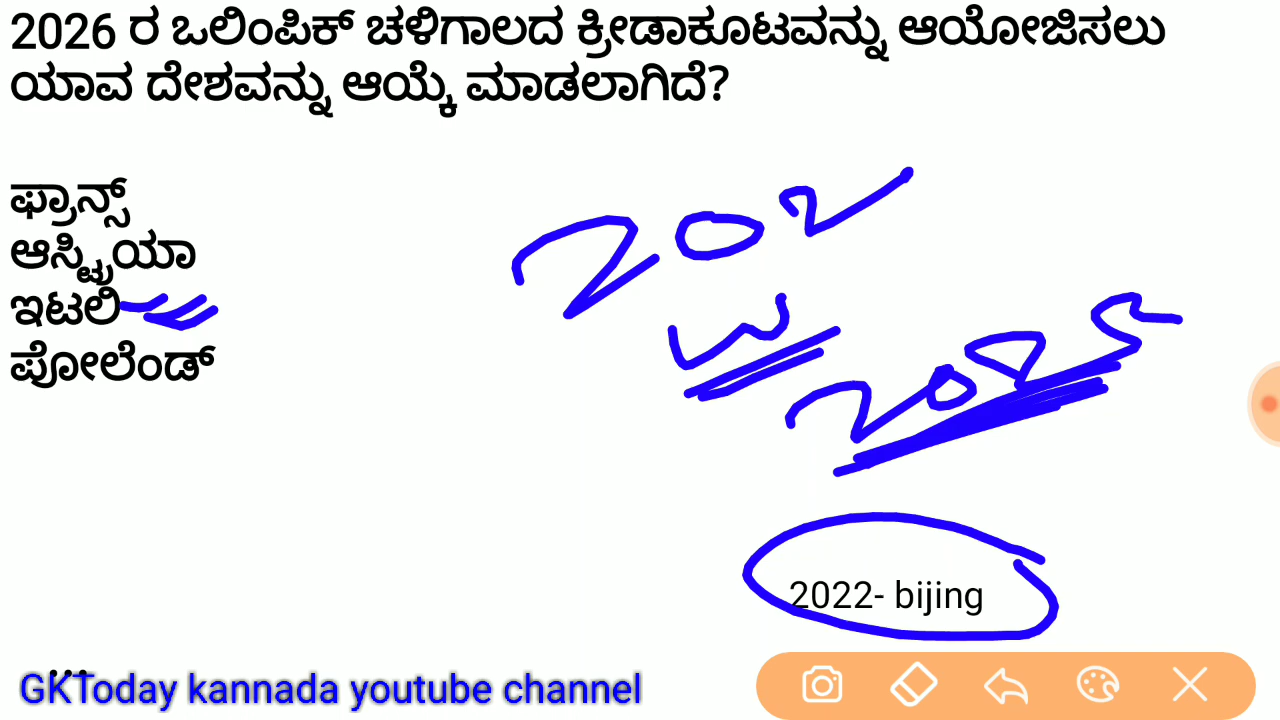 2026 ರ ಒಲಿಂಪಿಕ್ ಚಳಿಗಾಲದ ಕ್ರೀಡಾಕೂಟವನ್ನು ಆಯೋಜಿಸಲು
ಯಾವ ದೇಶವನ್ನು ಆಯ್ಕೆ ಮಾಡಲಾಗಿದೆ?
ಫ್ರಾನ್ಸ್
ಆಸ್ಟ್ರಿಯಾ
ಇಟಲಿ
ಪೋಲೆಂಡ್
2022- bijing
GKToday kannada youtube channel